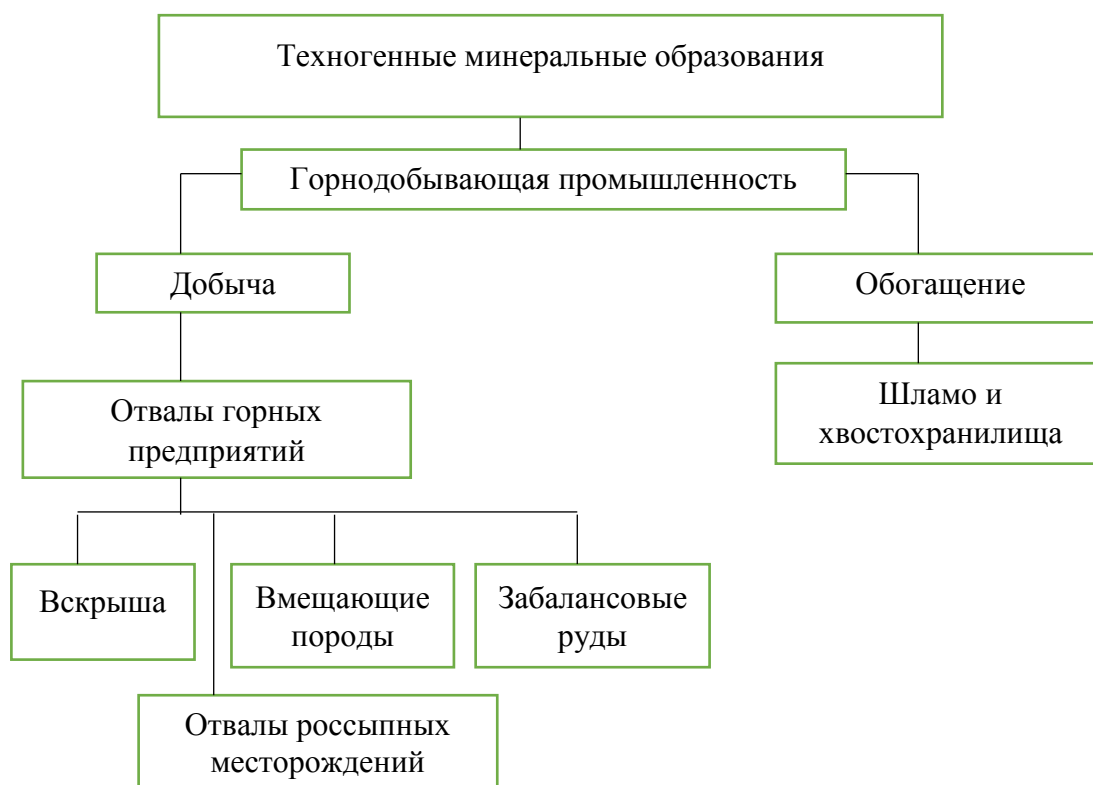 Техногенные минеральные образования
Горнодобывающая промышленность
Добыча
Обогащение
Отвалы горных
предприятий
Шламо и
хвостохранилища
Вскрыша
Вмещающие
породы
Забалансовые
руды
Отвалы россыпных
месторождений